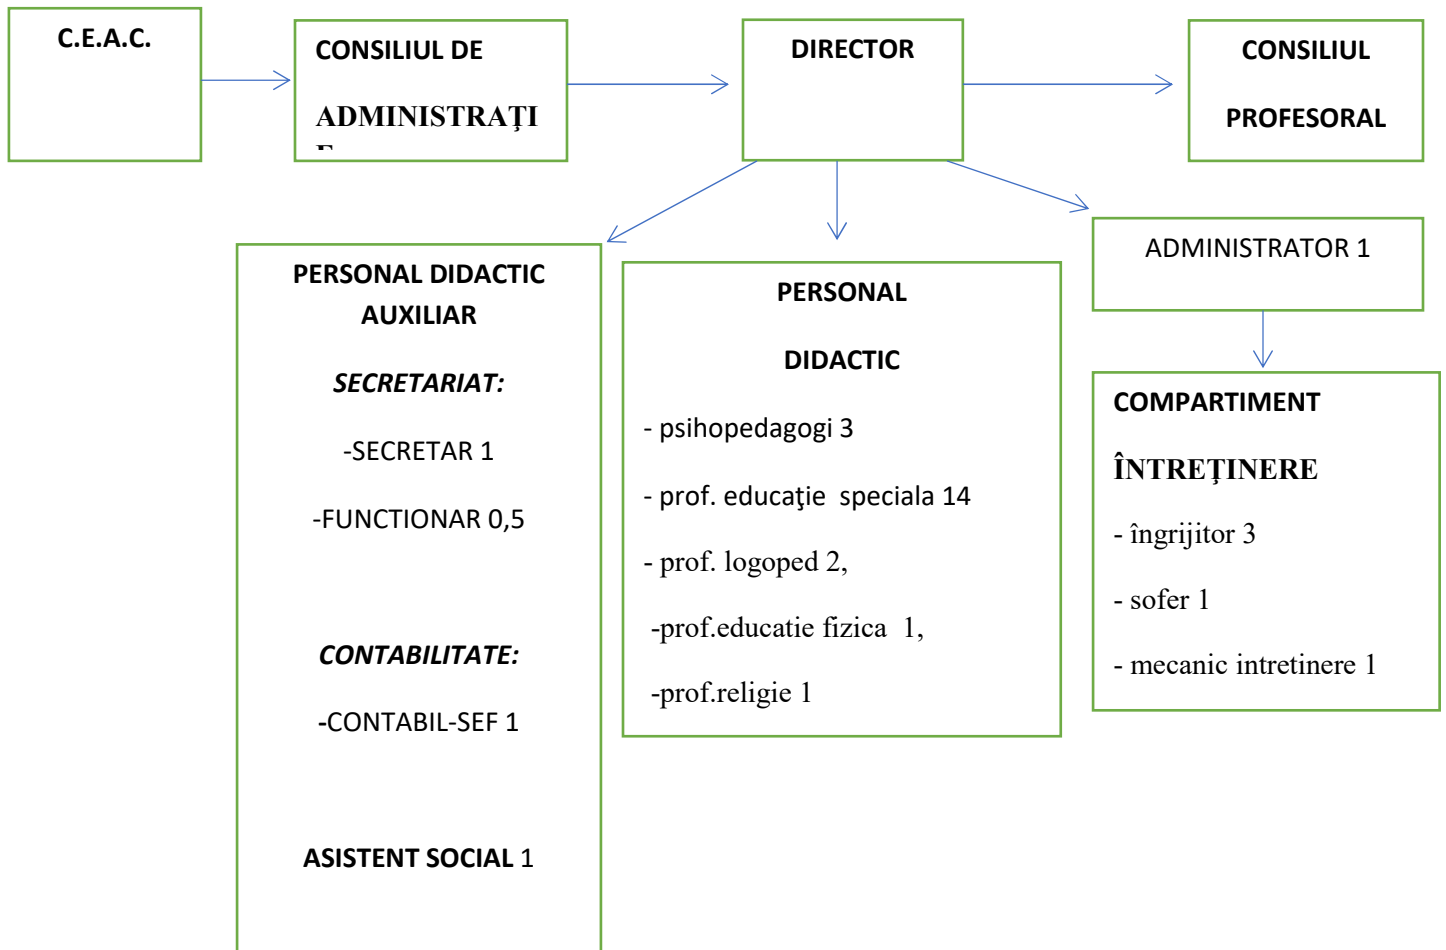 C.E.A.C.
CONSILIUL DE
ADMINISTRAŢI
DIRECTOR
CONSILIUL
PROFESORAL
PERSONAL DIDACTIC
AUXILIAR
SECRETARIAT:
-SECRETAR 1
-FUNCTIONAR 0,5
CONTABILITATE:
-CONTABIL-SEF 1
ASISTENT SOCIAL 1
PERSONAL
DIDACTIC
- psihopedagogi 3
- prof. educaţie  speciala 14
- prof. logoped 2,
-prof.educatie fizica  1,
-prof.religie 1
ADMINISTRATOR 1
COMPARTIMENT
ÎNTREŢINERE
- îngrijitor 3
- sofer 1
- mecanic intretinere 1